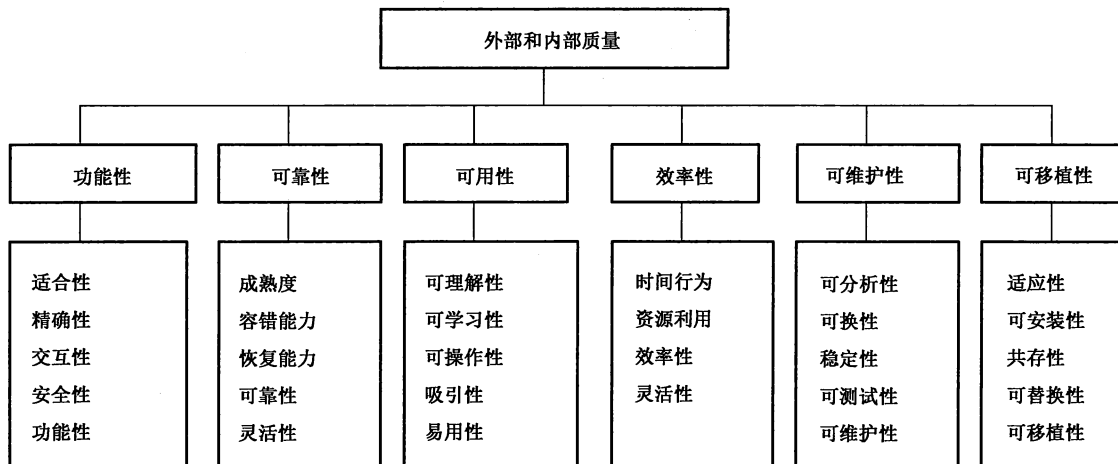 外部和内部质量
功能性
可靠性
可用性
效率性
可维护性
可移植性
适合性
精确性
交互性
安全性
功能性
成熟度
容错能力
恢复能力
可靠性
灵活性
可理解性
可学习性
可操作性
吸引性
易用性
时间行为
资源利用
效率性
灵活性
可分析性
可换性
稳定性
可测试性
可维护性
适应性
可安装性
共存性
可替换性
可移植性